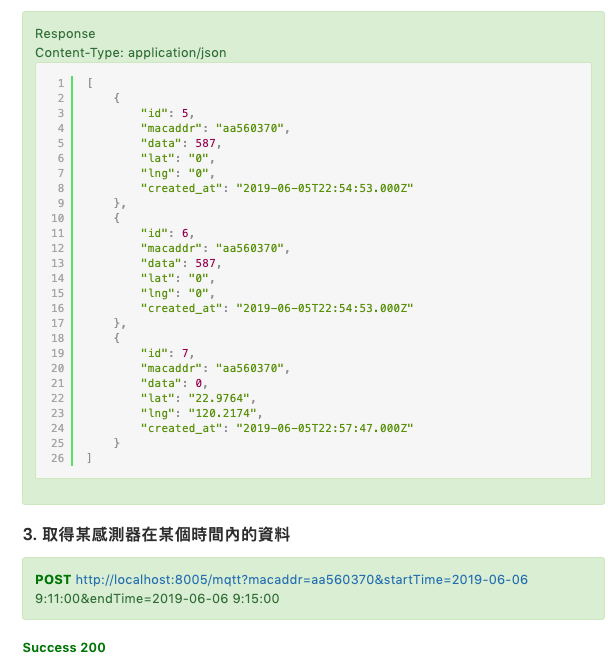 Response
Content-Type: application/json
1 [
2     {
3         "id": 5,
4         "macaddr": "aa560370",
5         "data": 587,
6         "lat": "0",
7         "lng": "0",
8         "created_at": "2019-06-05T22:54:53.000Z"
9     },
10     {
11         "id": 6,
12         "macaddr": "aa560370",
13         "data": 587,
14         "lat": "0",
15         "lng": "0",
16         "created_at": "2019-06-05T22:54:53.000Z"
17     },
18     {
19         "id": 7,
20         "macaddr": "aa560370",
21         "data": 0,
22         "lat": "22.9764",
23         "lng": "120.2174",
24         "created_at": "2019-06-05T22:57:47.000Z"
25     }
26 ]
3. 取得某感測器在某個時間內的資料
POST http://localhost:8005/mqtt?macaddr=aa560370&startTime=2019-06-06
9:11:00&endTime=2019-06-06 9:15:00
Success 200